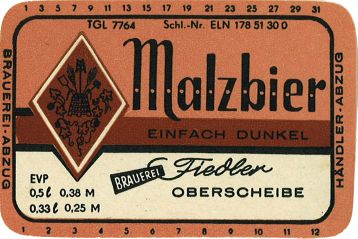 1 3 5 7 9 11 13 15 17 19 21 23 25 27 29 31
TGL 7764 Schl.-Nr. ELN 178 51 30 0
BRAUEREI-ABZUG
HÄNDLER-ABZUG
Malzbier
EINFACH DUNKEL
EVP
0,5 l 0,38 M
0,33 l 0,25 M
BRAUEREI Fiedler
OBERSCHEIBE
1 2 3 4 5 6 7 8 9 10 11 12